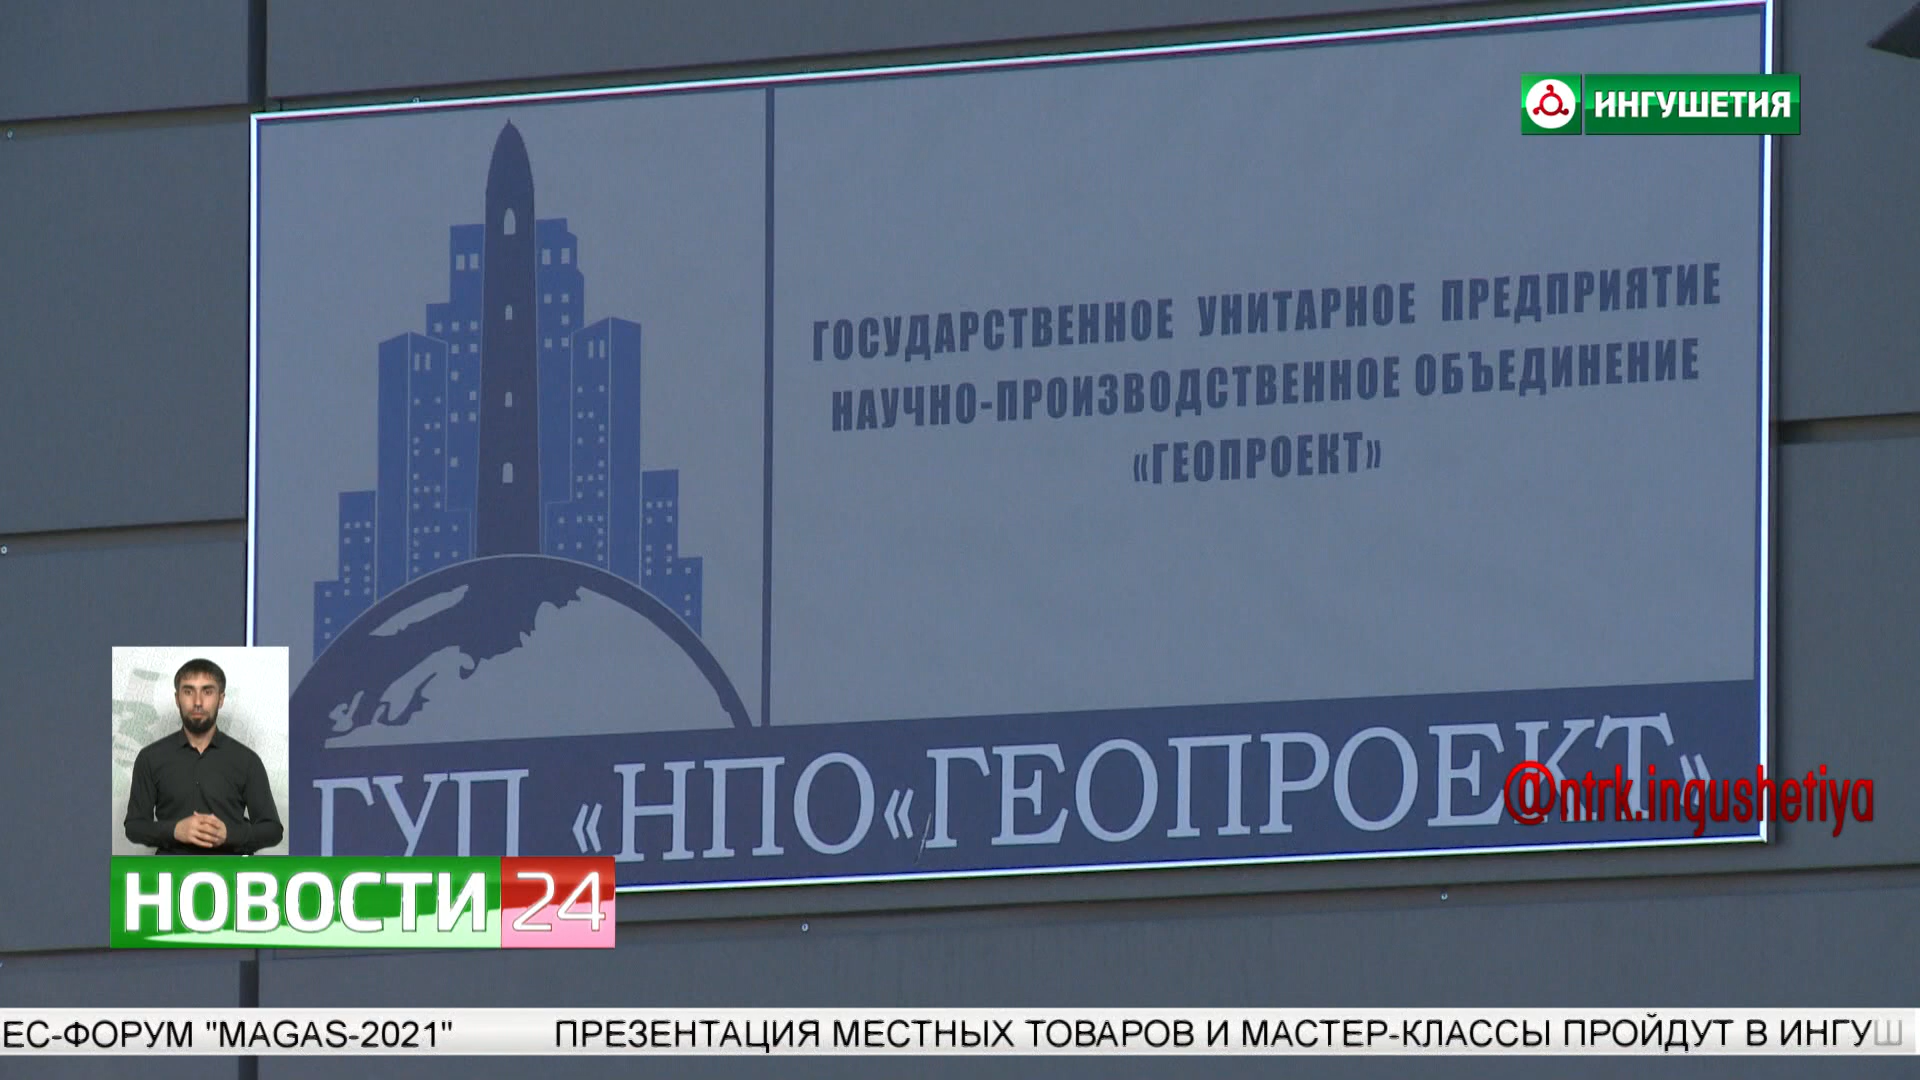 ИНГУШЕТИЯ
ГОСУДАРСТВЕННОЕ УНИТАРНОЕ ПРЕДПРИЯТИЕ
НАУЧНО-ПРОИЗВОДСТВЕННОЕ ОБЪЕДИНЕНИЕ
«ГЕОПРОЕКТ»
ГУП «НПО«ГЕОПРОЕКТ»
@ntrk.ingushetiya
НОВОСТИ 24
ЕС-ФОРУМ "MAGAS-2021" ПРЕЗЕНТАЦИЯ МЕСТНЫХ ТОВАРОВ И МАСТЕР-КЛАССЫ ПРОЙДУТ В ИНГУШ